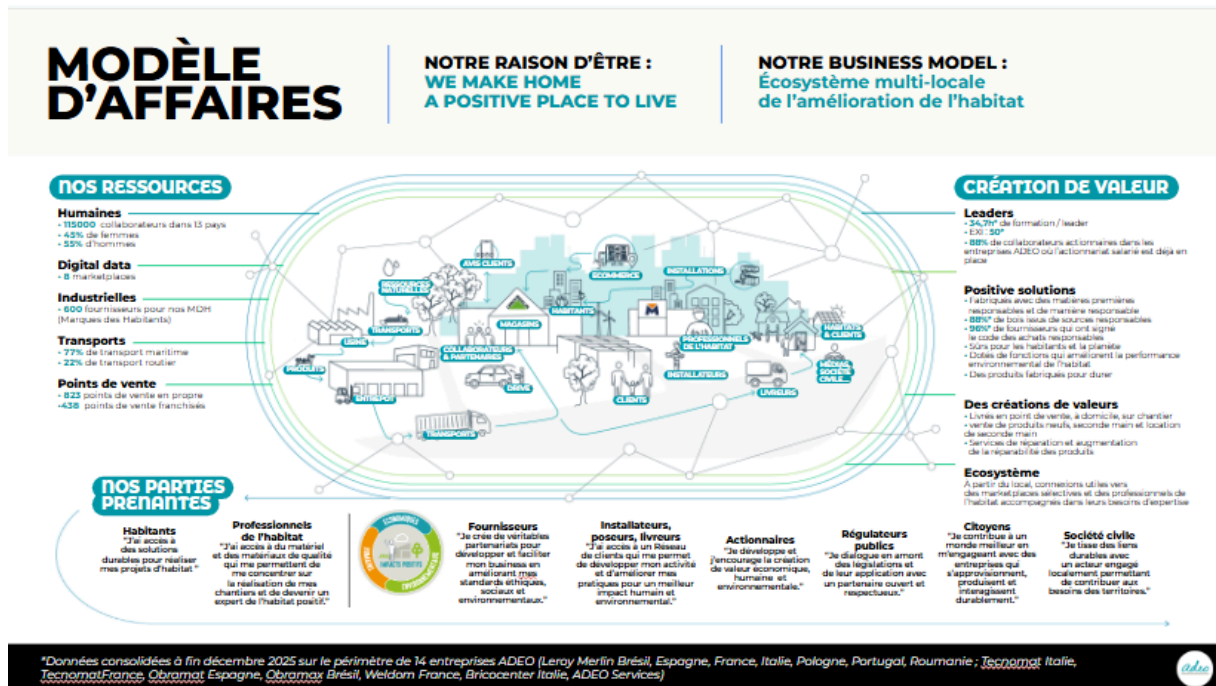 MODÈLE
D'AFFAIRES
NOTRE RAISON D'ÊTRE :
WE MAKE HOME
A POSITIVE PLACE TO LIVE
NOTRE BUSINESS MODEL :
Écosystème multi-locale
de l'amélioration de l'habitat
NOS RESSOURCES
Humaines
• 115000 collaborateurs dans 13 pays
• 45% de femmes
• 55% d'hommes
Digital data
• 8 marketplaces
Industrielles
• 600 fournisseurs pour nos MDH
(Marques des Habitants)
Transports
• 77% de transport maritime
• 22% de transport routier
Points de vente
• 823 points de vente en propre
•438 points de vente franchisés
AVIS CLIENTS
ECOMMERCE
INSTALLATIONS
RESSOURCES
NATURELLES
HABITANTS
TRANSPORTS
MAGASINS
USINE
COLLABORATEURS
& PARTENAIRES
PROFESSIONNELS
DE L'HABITAT
HABITATS
& CLIENTS
PRODUITS
MÉDIAS,
SOCIÉTÉ
CIVILE...
INSTALLATEURS
DRIVE
ENTREPÔT
CLIENTS
LIVREURS
TRANSPORTS
CRÉATION DE VALEUR
Leaders
• 34,7h* de formation / leader
• EXI : 50*
• 88% de collaborateurs actionnaires dans les
entreprises ADEO où l'actionnariat salarié est déjà en
place
Positive solutions
• Fabriqués avec des matières premières
responsables et de manière responsable
• 88%* de bois issus de sources responsables
• 96%* de fournisseurs qui ont signé
le code des achats responsables
• Sûrs pour les habitants et la planète
• Dotés de fonctions qui améliorent la performance
environnemental de l'habitat
• Des produits fabriqués pour durer
Des créations de valeurs
• Livrés en point de vente, à domicile, sur chantier
• vente de produits neufs, seconde main et location
de seconde main
• Services de réparation et augmentation
de la réparabilité des produits
Ecosystème
À partir du local, connexions utiles vers
des marketplaces sélectives et des professionnels de
l'habitat accompagnés dans leurs besoins d'expertise
NOS PARTIES
PRENANTES
Habitants
"J'ai accès à
des solutions
durables pour réaliser
mes projets d'habitat"
Professionnels
de l'habitat
"J'ai accès à du matériel
et des matériaux de qualité
qui me permettent de
me concentrer sur
la réalisation de mes
chantiers et de devenir un
expert de l'habitat positif."
ÉCONOMIQUES
HUMAINS
ENVIRONNEMENTAUX
IMPACTS POSITIFS
Fournisseurs
"Je crée de véritables
partenariats pour
développer et faciliter
mon business en
améliorant mes
standards éthiques,
sociaux et
environnementaux."
Installateurs,
poseurs, livreurs
"J'ai accès à un Réseau
de clients qui me permet
de développer mon activité
et d'améliorer mes
pratiques pour un meilleur
impact humain et
environnemental."
Actionnaires
"Je développe et
j'encourage la création
de valeur économique,
humaine et
environnementale."
Régulateurs
publics
"Je dialogue en amont
des législations et
de leur application avec
un partenaire ouvert et
respectueux."
Citoyens
"Je contribue à un
monde meilleur en
m'engageant avec des
entreprises qui
s'approvisionnent,
produisent et
interagissent
durablement."
Société civile
"Je tisse des liens
durables avec
un acteur engagé
localement permettant
de contribuer aux
besoins des territoires."
*Données consolidées à fin décembre 2025 sur le périmètre de 14 entreprises ADEO (Leroy Merlin Brésil, Espagne, France, Italie, Pologne, Portugal, Roumanie ; Tecnomat Italie,
TecnomatFrance, Obramat Espagne, Obramax Brésil, Weldom France, Bricocenter Italie, ADEO Services)
adeo